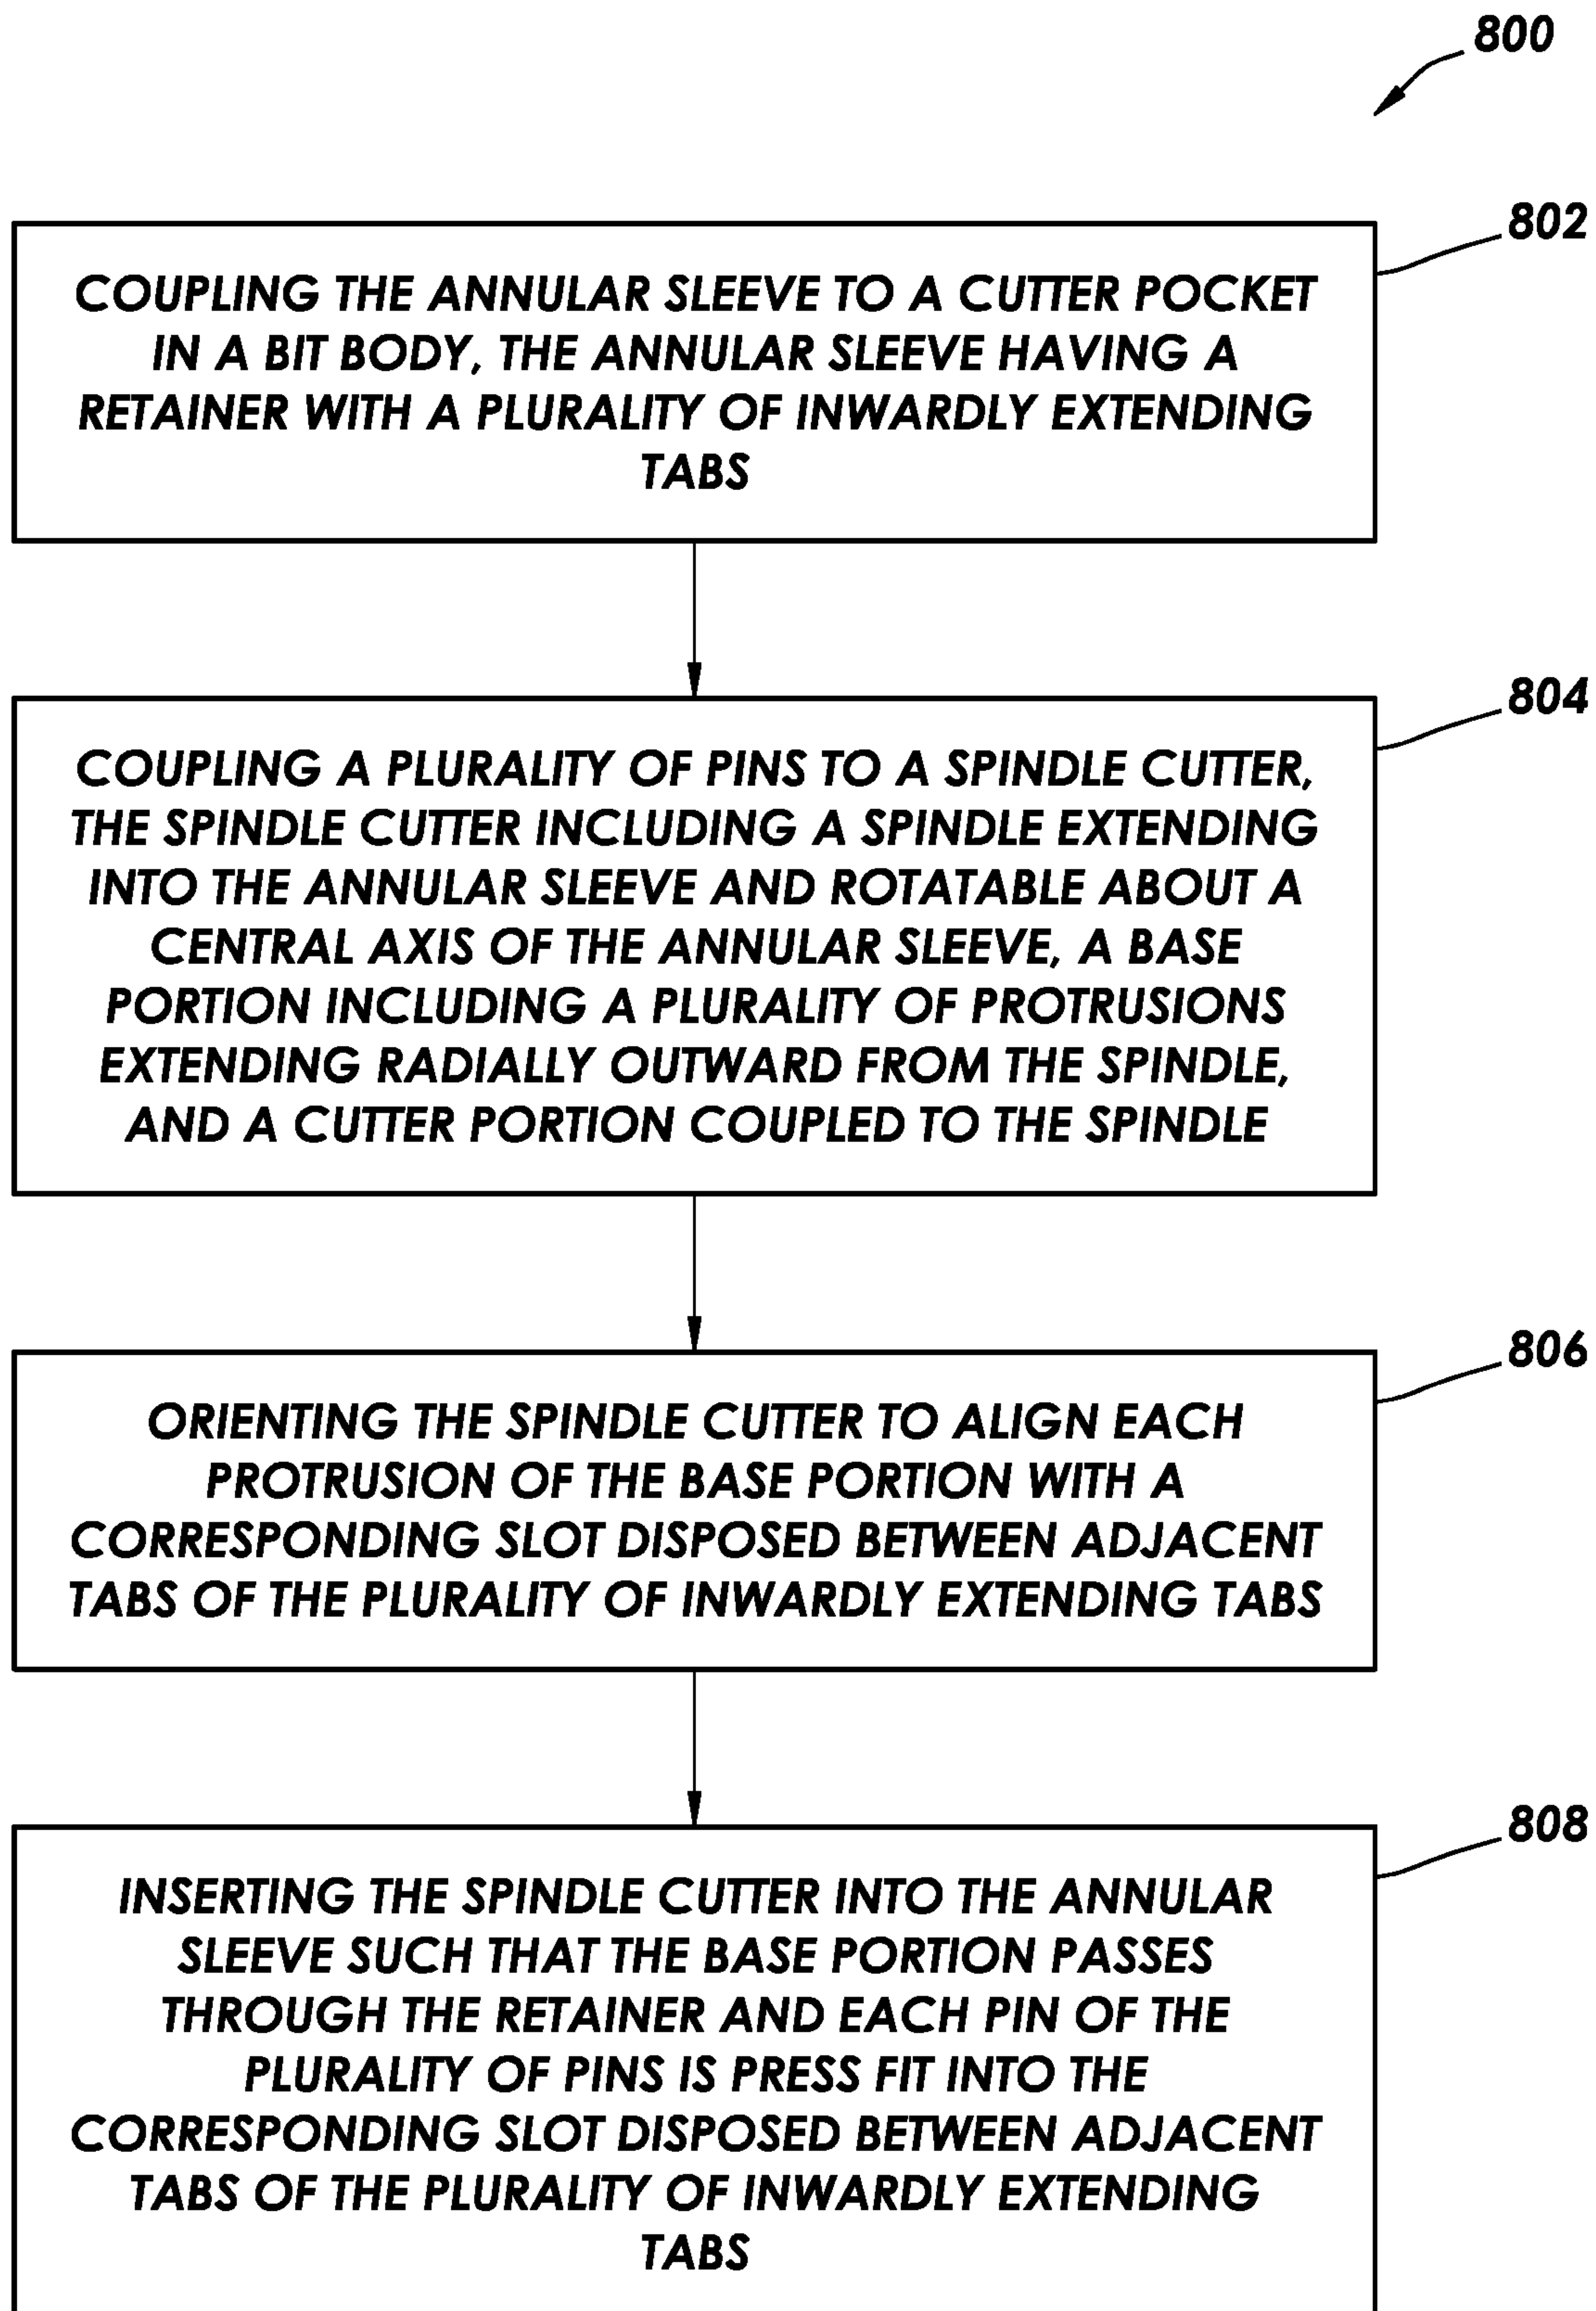 800
802
COUPLING THE ANNULAR SLEEVE TO A CUTTER POCKET
IN A BIT BODY, THE ANNULAR SLEEVE HAVING A
RETAINER WITH A PLURALITY OF INWARDLY EXTENDING
TABS
804
COUPLING A PLURALITY OF PINS TO A SPINDLE CUTTER,
THE SPINDLE CUTTER INCLUDING A SPINDLE EXTENDING
INTO THE ANNULAR SLEEVE AND ROTATABLE ABOUT A
CENTRAL AXIS OF THE ANNULAR SLEEVE, A BASE
PORTION INCLUDING A PLURALITY OF PROTRUSIONS
EXTENDING RADIALLY OUTWARD FROM THE SPINDLE,
AND A CUTTER PORTION COUPLED TO THE SPINDLE
806
ORIENTING THE SPINDLE CUTTER TO ALIGN EACH
PROTRUSION OF THE BASE PORTION WITH A
CORRESPONDING SLOT DISPOSED BETWEEN ADJACENT
TABS OF THE PLURALITY OF INWARDLY EXTENDING TABS
808
INSERTING THE SPINDLE CUTTER INTO THE ANNULAR
SLEEVE SUCH THAT THE BASE PORTION PASSES
THROUGH THE RETAINER AND EACH PIN OF THE
PLURALITY OF PINS IS PRESS FIT INTO THE
CORRESPONDING SLOT DISPOSED BETWEEN ADJACENT
TABS OF THE PLURALITY OF INWARDLY EXTENDING
TABS